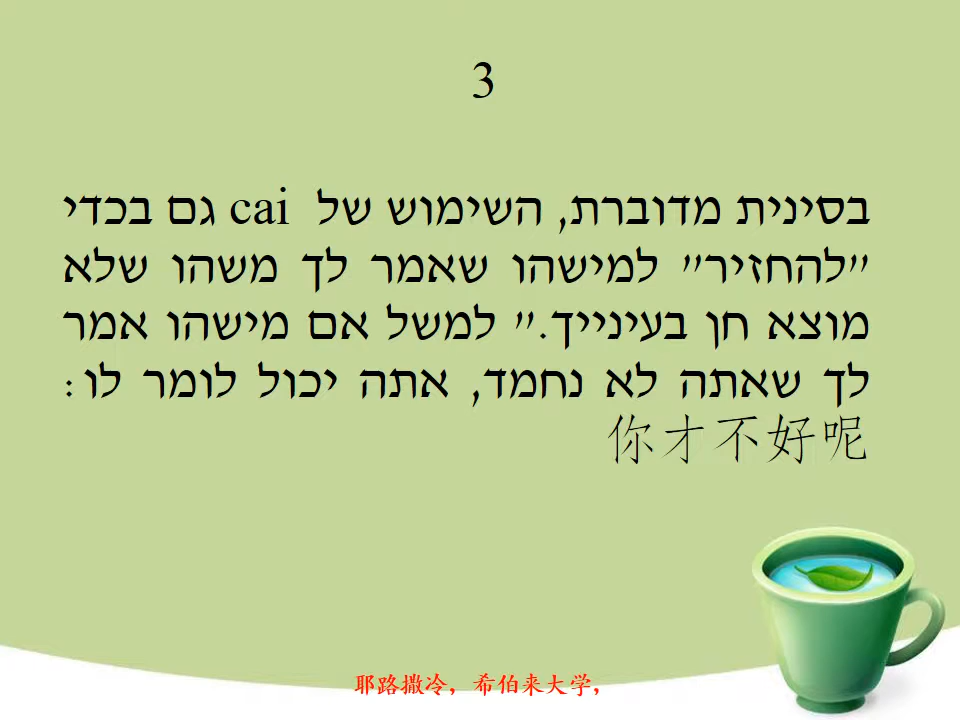 3
בסינית מדוברת, השימוש של cai גם בכדי
"להחזיר" למישהו שאמר לך משהו שלא
מוצא חן בעינייך." למשל אם מישהו אמר
לך שאתה לא נחמד, אתה יכול לומר לו:
你才不好呢
耶路撒冷，希伯来大学，